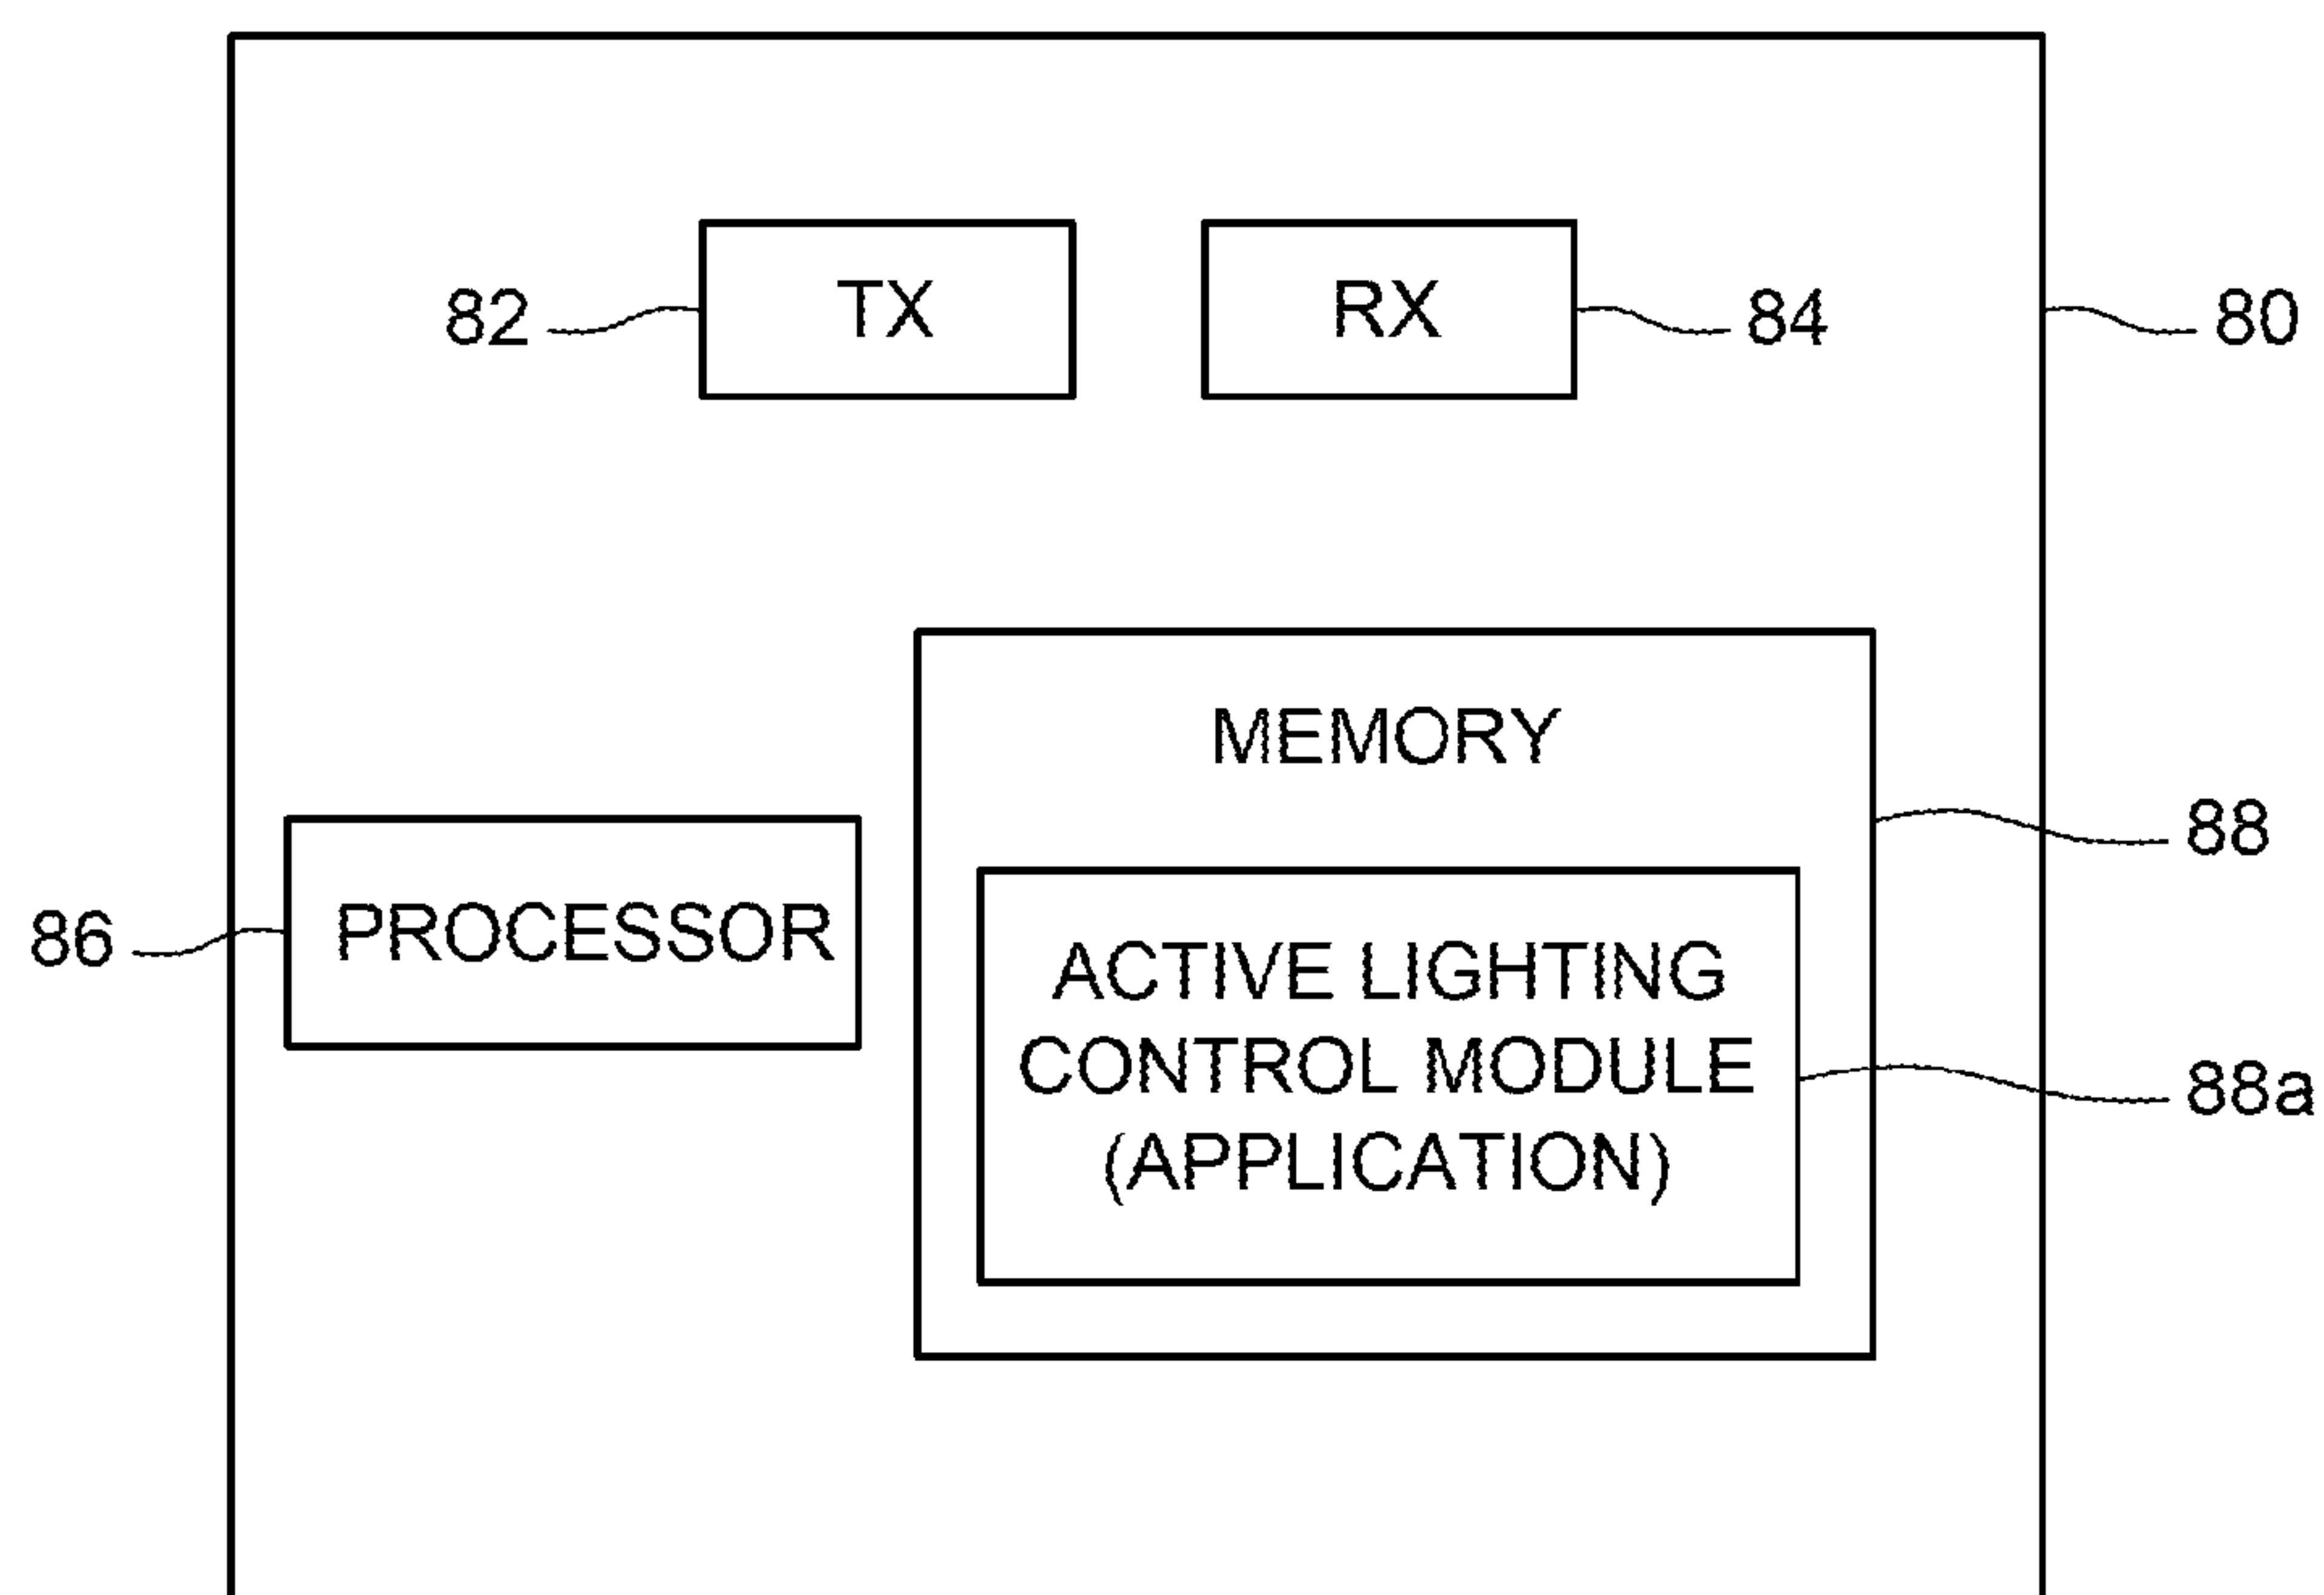 82
TX
RX
84
80
MEMORY
88
86
PROCESSOR
ACTIVE LIGHTING
CONTROL MODULE
(APPLICATION)
88a